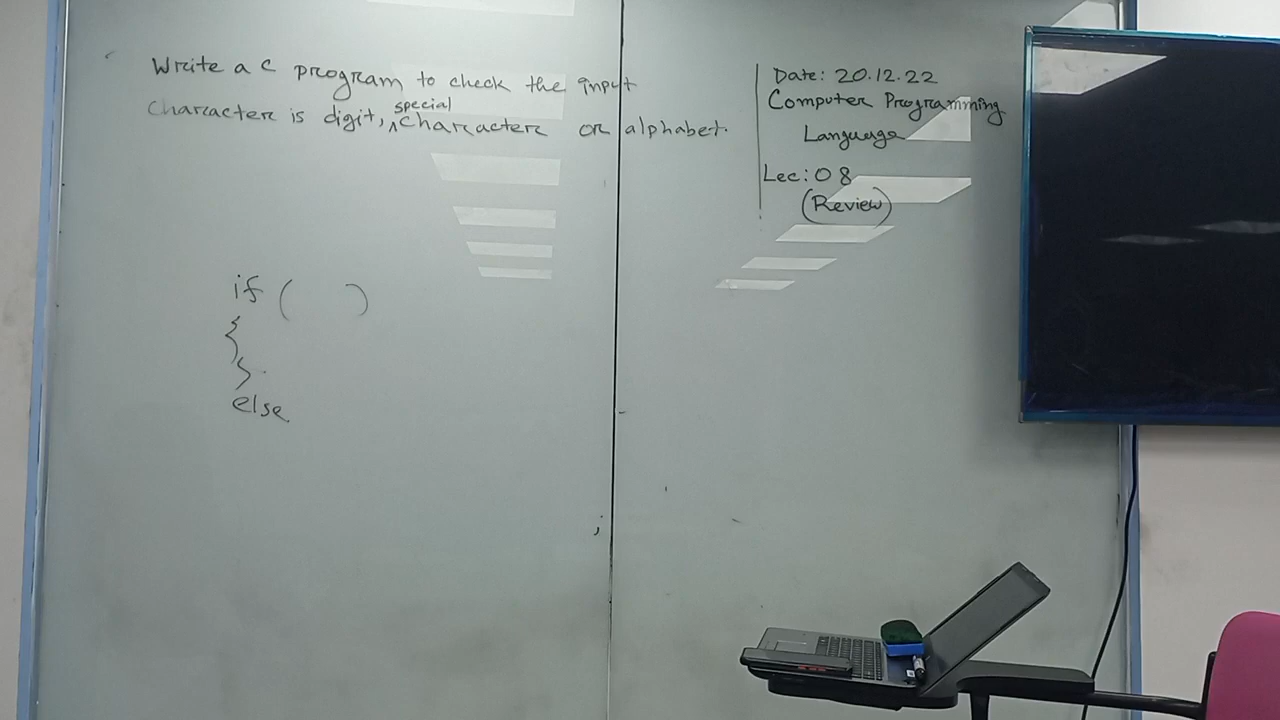 Write a C program to check the input
character is digit, special character or alphabet.
Date: 20.12.22
Computer Programming
Language
Lec: 08
(Review)
if ( )
{
}
else